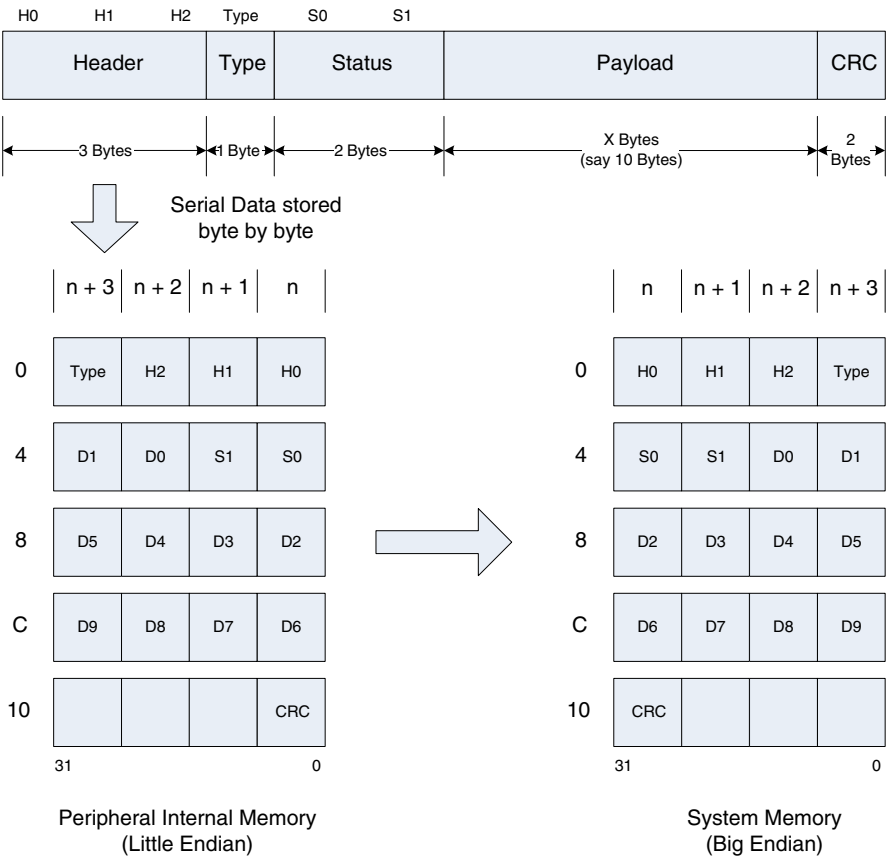 H0 H1 H2 Type S0 S1
Header Type Status Payload CRC
3 Bytes 1 Byte 2 Bytes X Bytes 2
(say 10 Bytes) Bytes
Serial Data stored
byte by byte
n + 3 n + 2 n + 1 n n n + 1 n + 2 n + 3
0 Type H2 H1 H0 0 H0 H1 H2 Type
4 D1 D0 S1 S0 4 S0 S1 D0 D1
8 D5 D4 D3 D2 8 D2 D3 D4 D5
C D9 D8 D7 D6 C D6 D7 D8 D9
10 CRC 10 CRC
31 0 31 0
Peripheral Internal Memory System Memory
(Little Endian) (Big Endian)